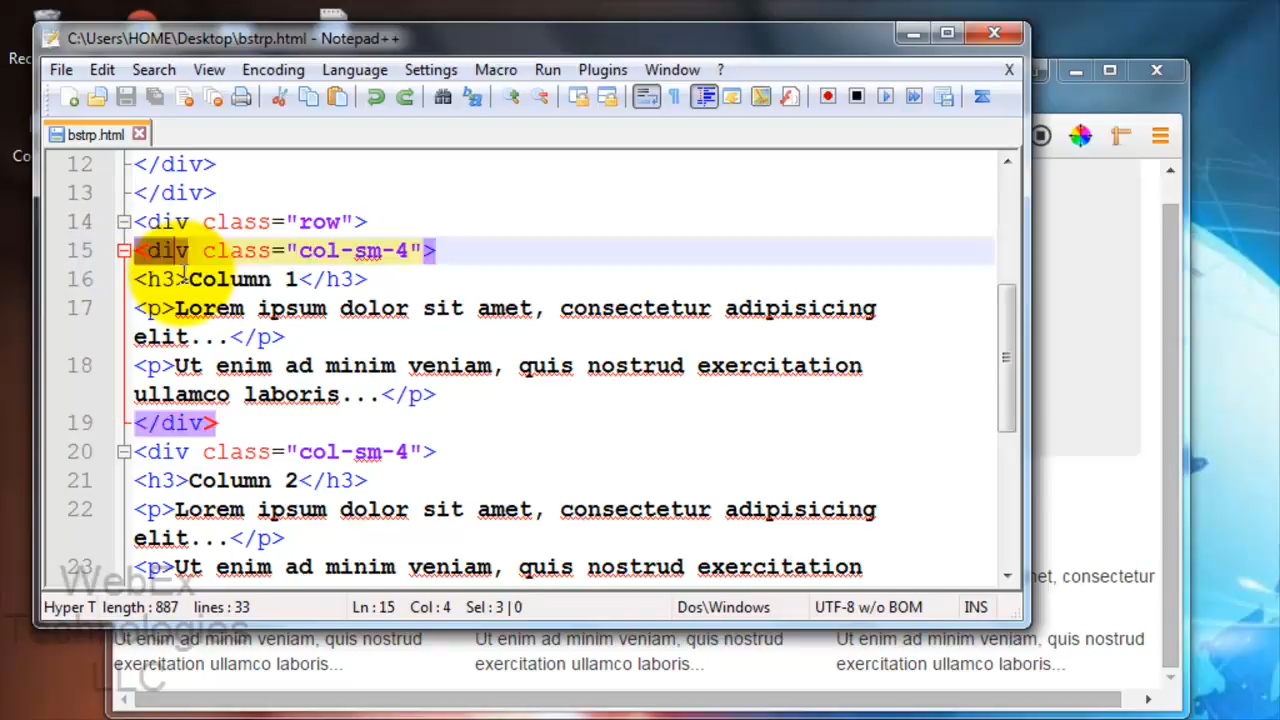 C:\Users\HOME\Desktop\bstrp.html - Notepad++
File Edit Search View Encoding Language Settings Macro Run Plugins Window ? X
bstrp.html
12 </div>
13 </div>
14 <div class="row">
15 <div class="col-sm-4">
16 <h3>Column 1</h3>
17 <p>Lorem ipsum dolor sit amet, consectetur adipisicing
elit...</p>
18 <p>Ut enim ad minim veniam, quis nostrud exercitation
ullamco laboris...</p>
19 </div>
20 <div class="col-sm-4">
21 <h3>Column 2</h3>
22 <p>Lorem ipsum dolor sit amet, consectetur adipisicing
elit...</p>
23 <p>Ut enim ad minim veniam, quis nostrud exercitation
Hyper T length : 887 lines : 33 Ln : 15 Col : 4 Sel : 3 | 0 Dos\Windows UTF-8 w/o BOM INS
consectetur
Ut enim ad minim veniam, quis nostrud Ut enim ad minim veniam, quis nostrud Ut enim ad minim veniam, quis nostrud
exercitation ullamco laboris... exercitation ullamco laboris... exercitation ullamco laboris...
WebEx
Technologies
LLC